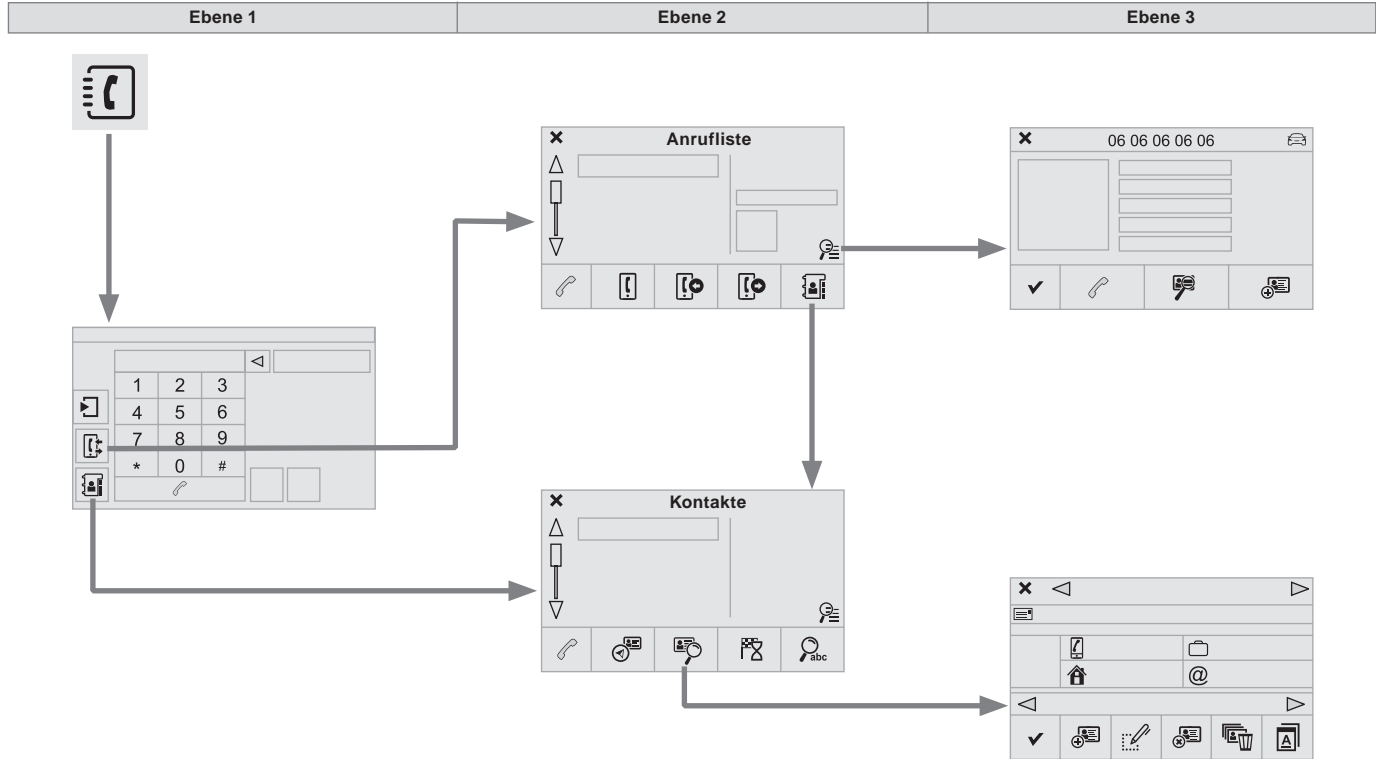 Ebene 1 Ebene 2 Ebene 3
Anrufliste
06 06 06 06 06
1 2 3
4 5 6
7 8 9
* 0 #
Kontakte
abc
@
A